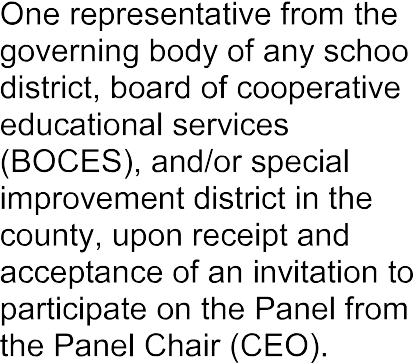 One representative from the
governing body of any schoo
district, board of cooperative
educational services
(BOCES), and/or special
improvement district in the
county, upon receipt and
acceptance of an invitation to
participate on the Panel from
the Panel Chair (CEO).